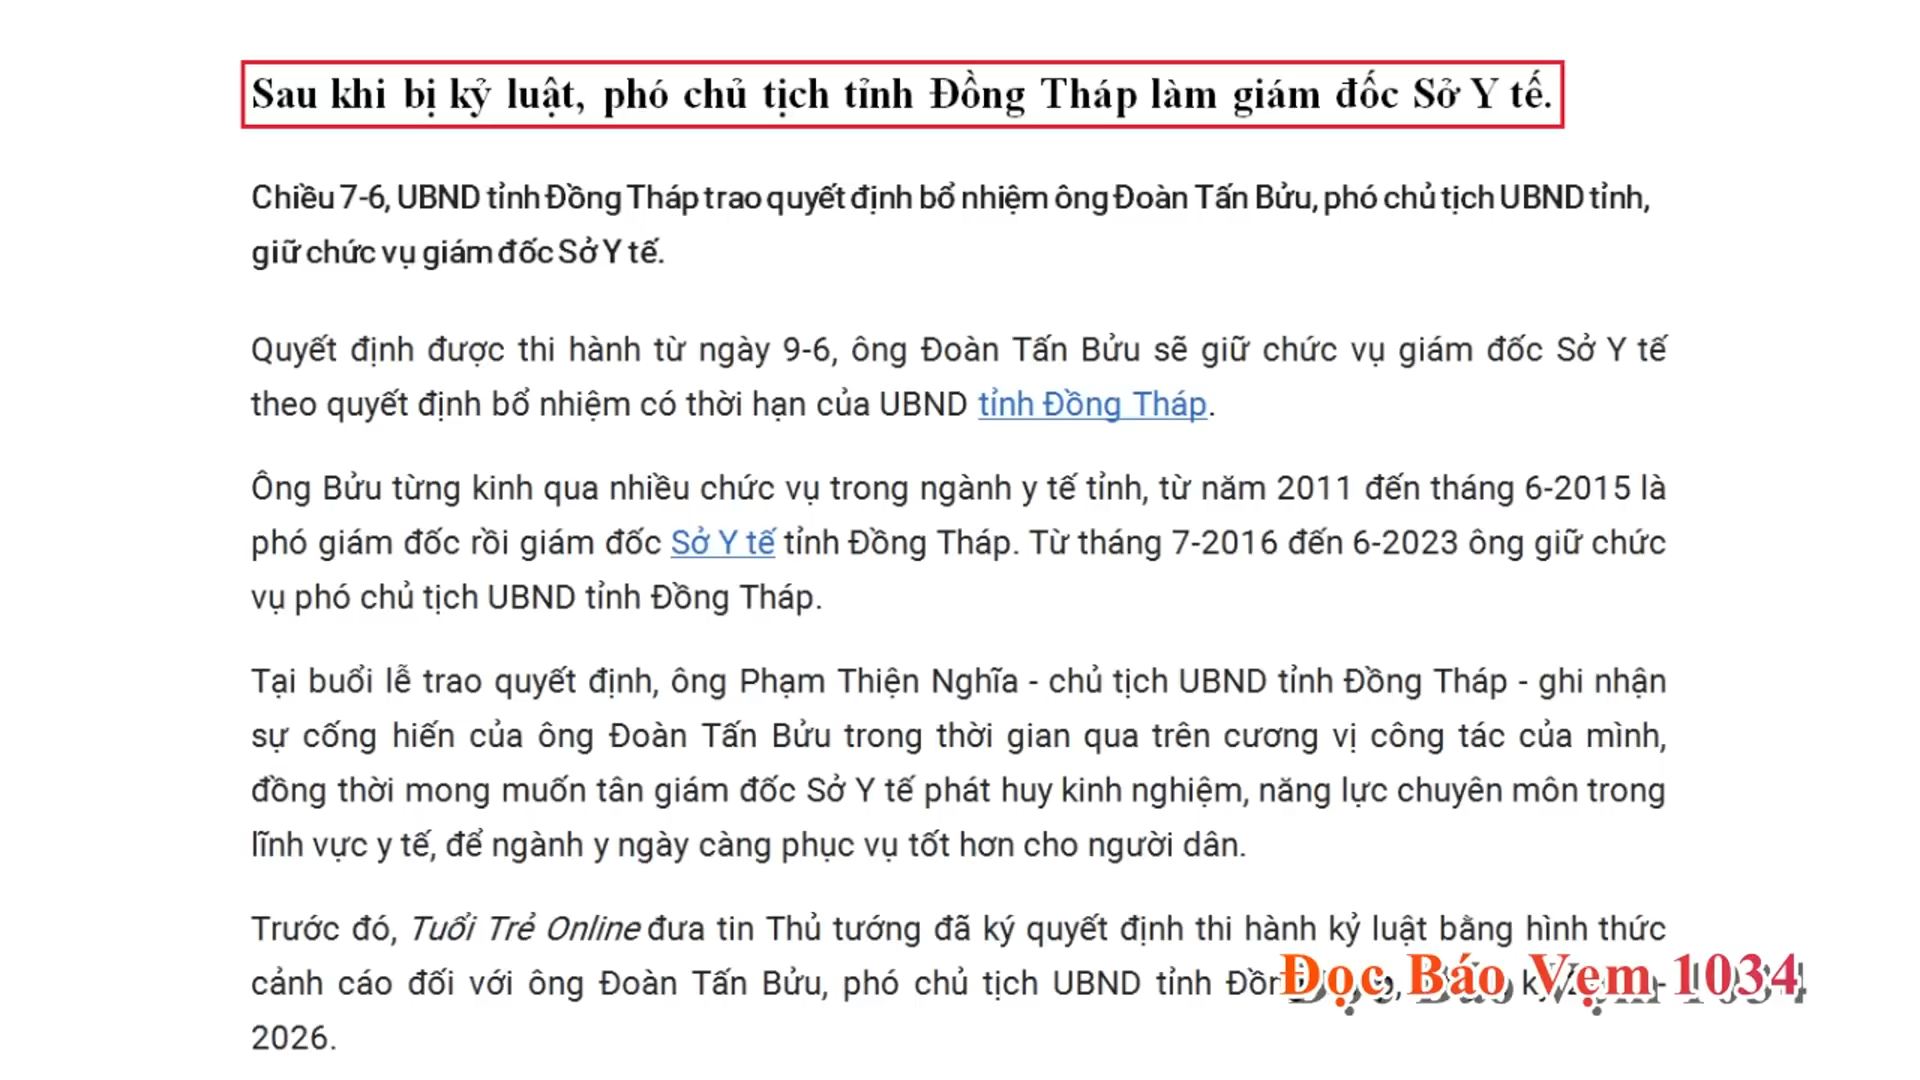 Sau khi bị kỷ luật, phó chủ tịch tỉnh Đồng Tháp làm giám đốc Sở Y tế.
Chiều 7-6, UBND tỉnh Đồng Tháp trao quyết định bổ nhiệm ông Đoàn Tấn Bửu, phó chủ tịch UBND tỉnh,
giữ chức vụ giám đốc Sở Y tế.
Quyết định được thi hành từ ngày 9-6, ông Đoàn Tấn Bửu sẽ giữ chức vụ giám đốc Sở Y tế
theo quyết định bổ nhiệm có thời hạn của UBND tỉnh Đồng Tháp.
Ông Bửu từng kinh qua nhiều chức vụ trong ngành y tế tỉnh, từ năm 2011 đến tháng 6-2015 là
phó giám đốc rồi giám đốc Sở Y tế tỉnh Đồng Tháp. Từ tháng 7-2016 đến 6-2023 ông giữ chức
vụ phó chủ tịch UBND tỉnh Đồng Tháp.
Tại buổi lễ trao quyết định, ông Phạm Thiện Nghĩa - chủ tịch UBND tỉnh Đồng Tháp - ghi nhận
sự cống hiến của ông Đoàn Tấn Bửu trong thời gian qua trên cương vị công tác của mình,
đồng thời mong muốn tân giám đốc Sở Y tế phát huy kinh nghiệm, năng lực chuyên môn trong
lĩnh vực y tế, để ngành y ngày càng phục vụ tốt hơn cho người dân.
Trước đó, Tuổi Trẻ Online đưa tin Thủ tướng đã ký quyết định thi hành kỷ luật bằng hình thức
cảnh cáo đối với ông Đoàn Tấn Bửu, phó chủ tịch UBND tỉnh
Đọc Báo Vẹm 1034
2026.